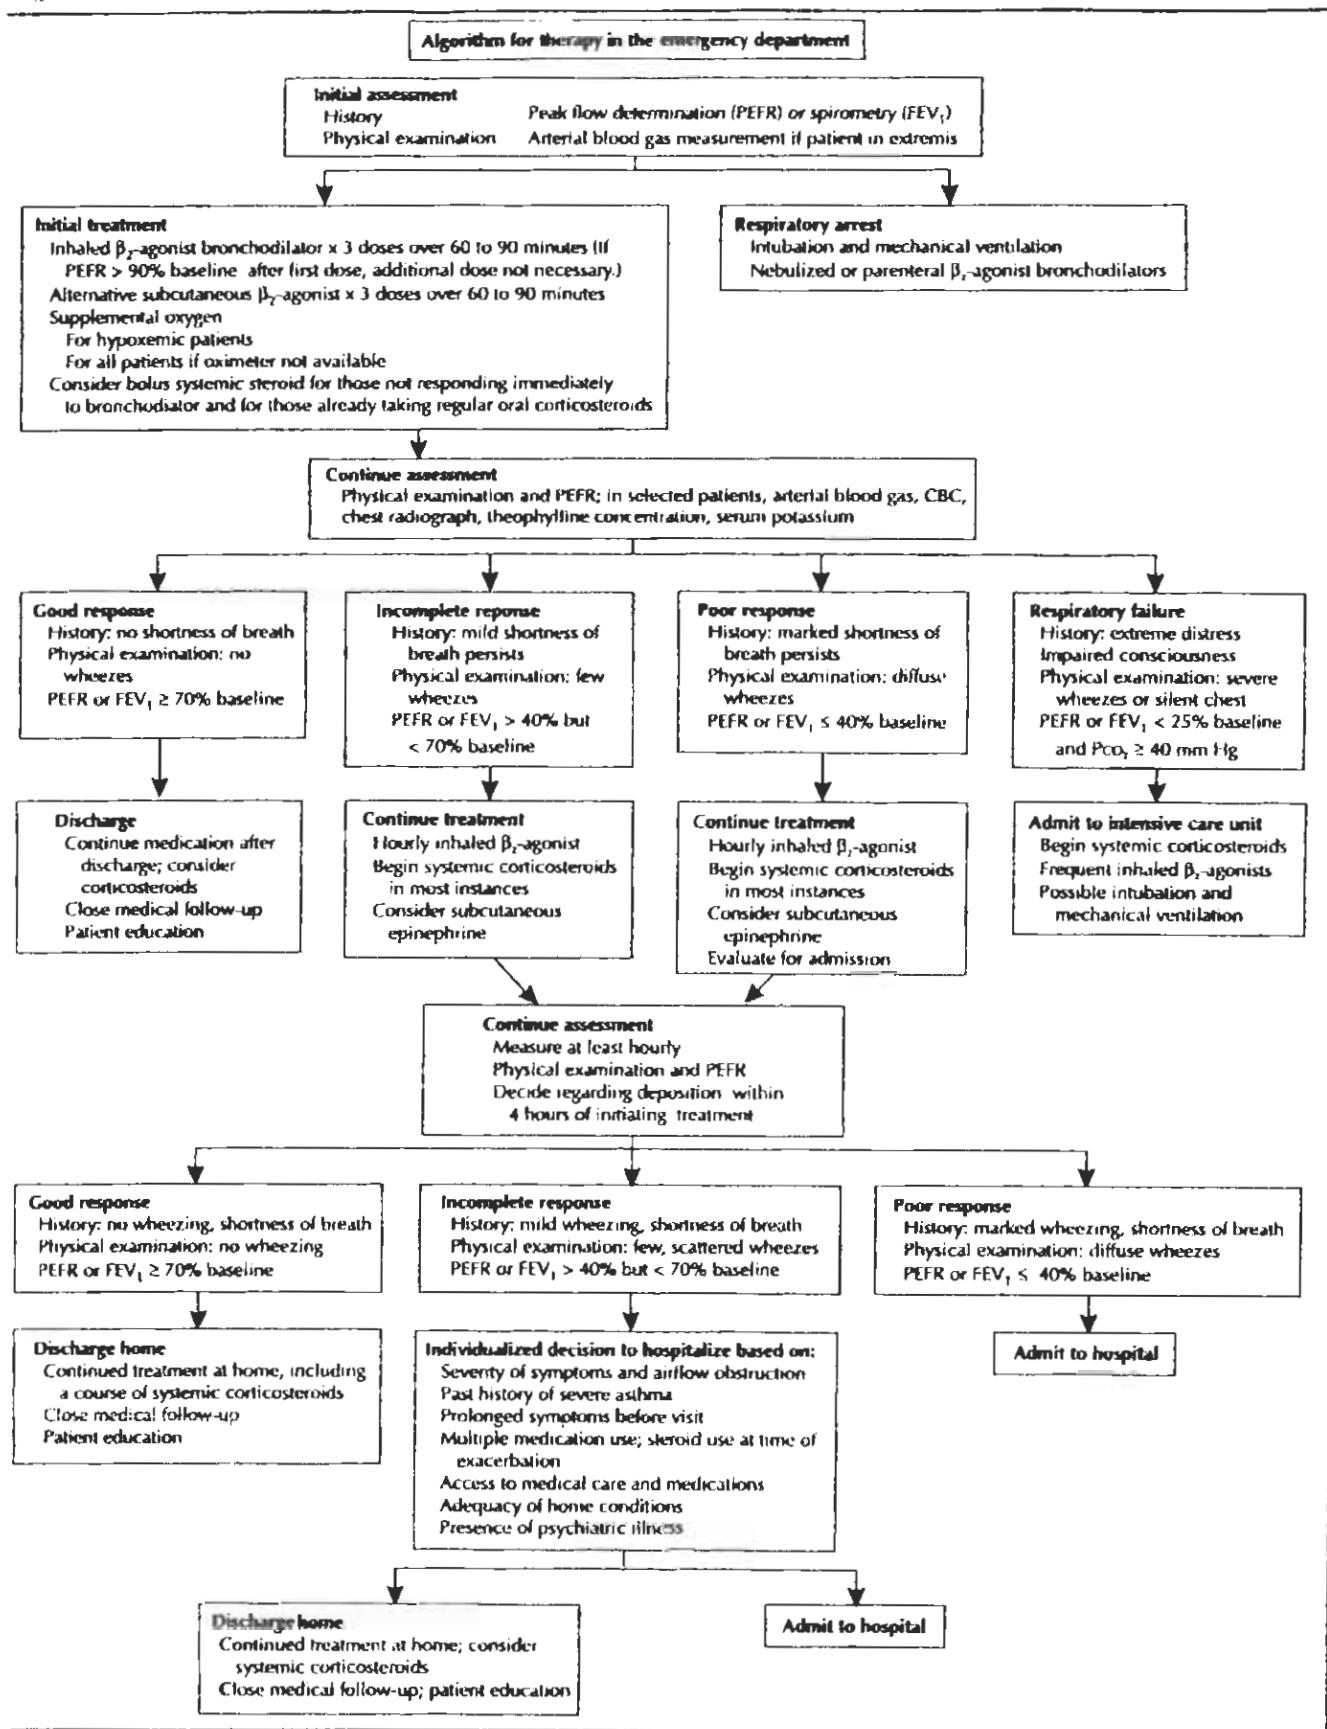 Algorithm for therapy in the emergency department
Initial assessment
History
Physical examination
Peak flow determination (PEFR) or spirometry (FEV₁)
Arterial blood gas measurement if patient in extremis
Initial treatment
Inhaled β₂-agonist bronchodilator x 3 doses over 60 to 90 minutes (If
PEFR > 90% baseline after first dose, additional dose not necessary.)
Alternative subcutaneous β₂-agonist x 3 doses over 60 to 90 minutes
Supplemental oxygen
For hypoxemic patients
For all patients if oximeter not available
Consider bolus systemic steroid for those not responding immediately
to bronchodiator and for those already taking regular oral corticosteroids
Respiratory arrest
Intubation and mechanical ventilation
Nebulized or parenteral β₂-agonist bronchodilators
Continue assessment
Physical examination and PEFR; in selected patients, arterial blood gas, CBC,
chest radiograph, theophylline concentration, serum potassium
Good response
History: no shortness of breath
Physical examination: no
wheezes
PEFR or FEV₁ ≥ 70% baseline
Incomplete reponse
History: mild shortness of
breath persists
Physical examination: few
wheezes
PEFR or FEV₁ > 40% but
< 70% baseline
Poor response
History: marked shortness of
breath persists
Physical examination: diffuse
wheezes
PEFR or FEV₁ ≤ 40% baseline
Respiratory failure
History: extreme distress
Impaired consciousness
Physical examination: severe
wheezes or silent chest
PEFR or FEV₁ < 25% baseline
and Pco₂ ≥ 40 mm Hg
Discharge
Continue medication after
discharge; consider
corticosteroids
Close medical follow-up
Patient education
Continue treatment
Hourly inhaled β₂-agonist
Begin systemic corticosteroids
in most instances
Consider subcutaneous
epinephrine
Continue treatment
Hourly inhaled β₂-agonist
Begin systemic corticosteroids
in most instances
Consider subcutaneous
epinephrine
Evaluate for admission
Admit to intensive care unit
Begin systemic corticosteroids
Frequent inhaled β₂-agonists
Possible intubation and
mechanical ventilation
Continue assessment
Measure at least hourly
Physical examination and PEFR
Decide regarding deposition within
4 hours of initiating treatment
Good response
History: no wheezing, shortness of breath
Physical examination: no wheezing
PEFR or FEV₁ ≥ 70% baseline
Incomplete response
History: mild wheezing, shortness of breath
Physical examination: few, scattered wheezes
PEFR or FEV₁ > 40% but < 70% baseline
Poor response
History: marked wheezing, shortness of breath
Physical examination: diffuse wheezes
PEFR or FEV₁ ≤ 40% baseline
Discharge home
Continued treatment at home, including
a course of systemic corticosteroids
Close medical follow-up
Patient education
Individualized decision to hospitalize based on:
Severity of symptoms and airflow obstruction
Past history of severe asthma
Prolonged symptoms before visit
Multiple medication use; steroid use at time of
exacerbation
Access to medical care and medications
Adequacy of home conditions
Presence of psychiatric illness
Admit to hospital
Discharge home
Continued treatment at home; consider
systemic corticosteroids
Close medical follow-up; patient education
Admit to hospital